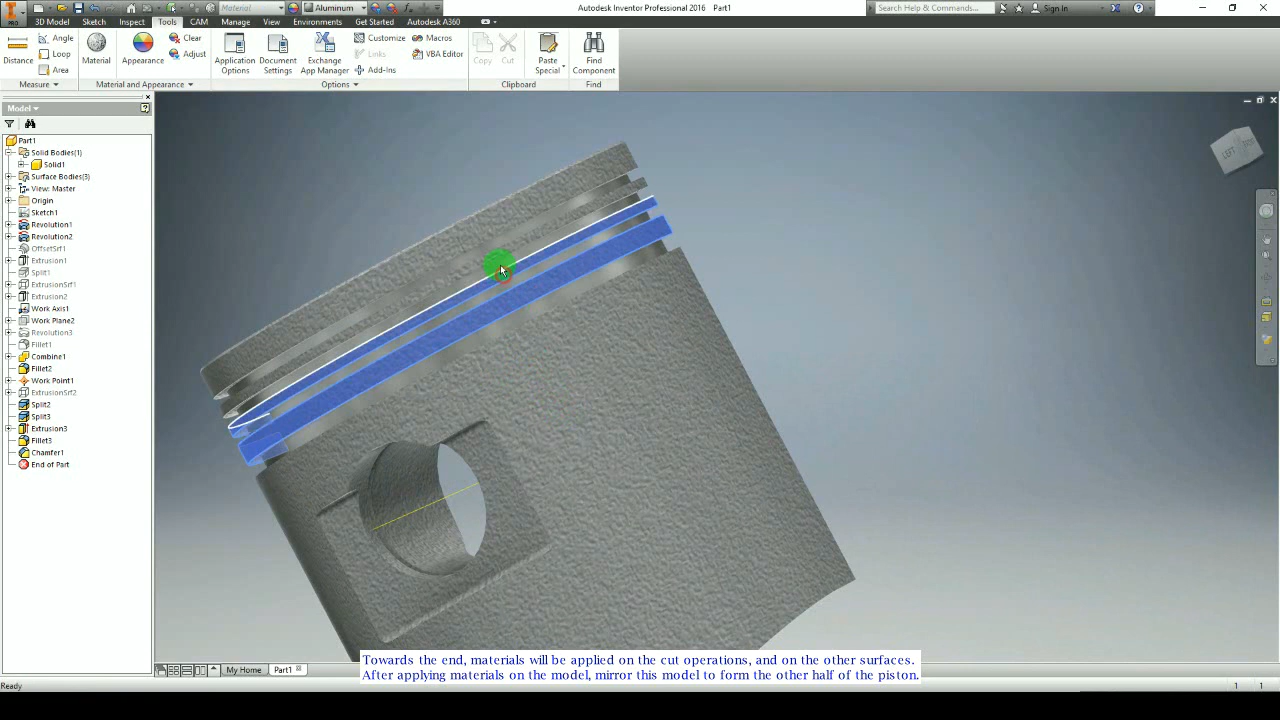 Autodesk Inventor Professional 2016 Part1
Search Help & Commands...
Sign In
Material
Aluminum
PRO
3D Model
Sketch
Inspect
Tools
CAM
Manage
View
Environments
Get Started
Autodesk A360
Distance
Angle
Loop
Area
Material
Appearance
Clear
Adjust
Application
Options
Document
Settings
Exchange
App Manager
Customize
Links
Add-Ins
Macros
VBA Editor
Copy
Cut
Paste
Special
Find
Component
Measure
Material and Appearance
Options
Clipboard
Find
Model
Part1
Solid Bodies(1)
Solid1
Surface Bodies(3)
View: Master
Origin
Sketch1
Revolution1
Revolution2
OffsetSrf1
Extrusion1
Split1
ExtrusionSrf1
Extrusion2
Work Axis1
Work Plane2
Revolution3
Fillet1
Combine1
Fillet2
Work Point1
ExtrusionSrf2
Split2
Split3
Extrusion3
Fillet3
Chamfer1
End of Part
LEFT
My Home
Part1
Towards the end, materials will be applied on the cut operations, and on the other surfaces.
After applying materials on the model, mirror this model to form the other half of the piston.
Ready
1 1